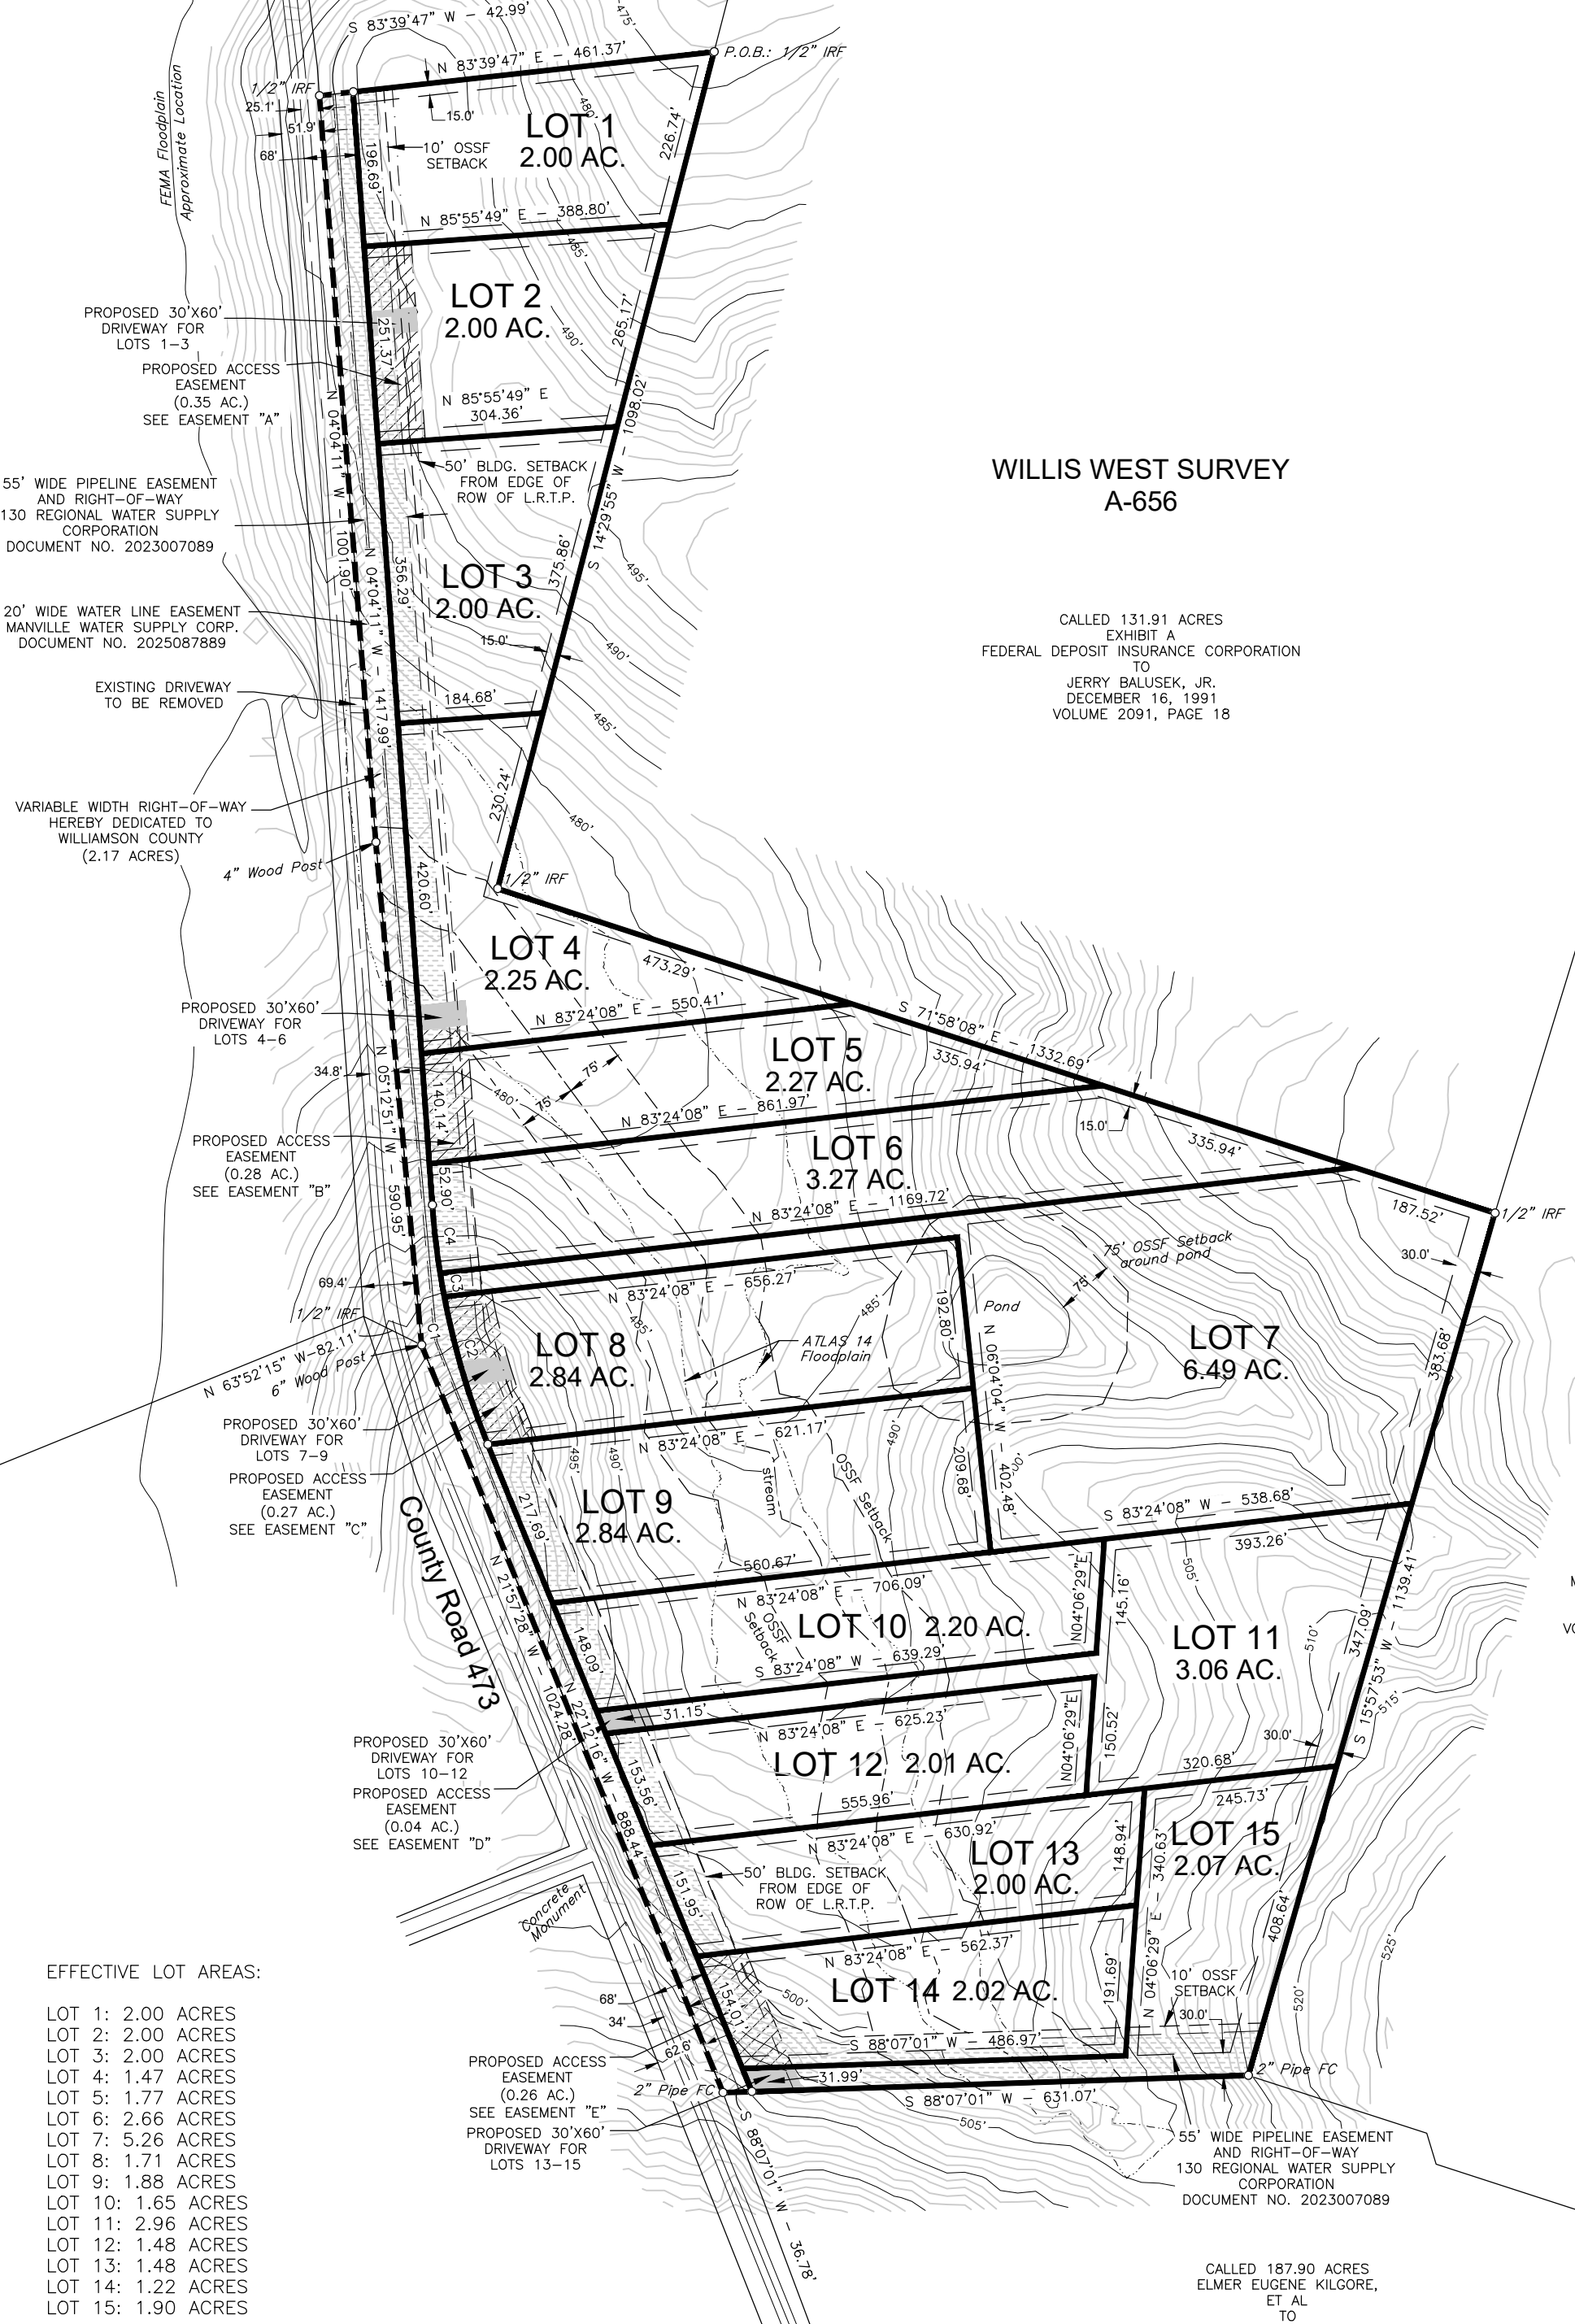 S 83°39'47" W - 42.99'
475'
N 83°39'47" E - 461.37'
P.O.B.: 1/2" IRF
FEMA Floodplain
Approximate Location
1/2" IRF
25.1'
51.9'
68'
15.0'
480'
196.69'
10' OSSF
SETBACK
LOT 1
2.00 AC.
226.74'
N 85°55'49" E - 388.80'
485'
LOT 2
2.00 AC.
265.17'
490'
PROPOSED 30'X60'
DRIVEWAY FOR
LOTS 1-3
251.37'
PROPOSED ACCESS
EASEMENT
(0.35 AC.)
SEE EASEMENT "A"
N 85°55'49" E
304.36'
N 04°04'11" W - 1001.90'
S 14°29'55" W - 1098.02'
50' BLDG. SETBACK
FROM EDGE OF
ROW OF L.R.T.P.
WILLIS WEST SURVEY
A-656
55' WIDE PIPELINE EASEMENT
AND RIGHT-OF-WAY
130 REGIONAL WATER SUPPLY
CORPORATION
DOCUMENT NO. 2023007089
N 04°04'11" W - 1417.99'
356.29'
375.86'
495'
LOT 3
2.00 AC.
15.0'
490'
20' WIDE WATER LINE EASEMENT
MANVILLE WATER SUPPLY CORP.
DOCUMENT NO. 2025087889
CALLED 131.91 ACRES
EXHIBIT A
FEDERAL DEPOSIT INSURANCE CORPORATION
TO
JERRY BALUSEK, JR.
DECEMBER 16, 1991
VOLUME 2091, PAGE 18
EXISTING DRIVEWAY
TO BE REMOVED
184.68'
485'
230.24'
480'
VARIABLE WIDTH RIGHT-OF-WAY
HEREBY DEDICATED TO
WILLIAMSON COUNTY
(2.17 ACRES)
4" Wood Post
420.60'
1/2" IRF
LOT 4
2.25 AC.
473.29'
PROPOSED 30'X60'
DRIVEWAY FOR
LOTS 4-6
N 83°24'08" E - 550.41'
S 71°58'08" E - 1332.69'
LOT 5
2.27 AC.
335.94'
34.8'
75'
75'
480'
N 05°12'51" W - 590.95'
140.14'
N 83°24'08" E - 861.97'
15.0'
335.94'
PROPOSED ACCESS
EASEMENT
(0.28 AC.)
SEE EASEMENT "B"
LOT 6
3.27 AC.
52.90'
C4
N 83°24'08" E - 1169.72'
187.52'
1/2" IRF
30.0'
75' OSSF Setback
around pond
75'
69.4'
C3
N 83°24'08" E - 656.27'
192.80'
Pond
485'
485'
1/2" IRF
N 63°52'15" W-82.11'
6" Wood Post
C1
C2
LOT 8
2.84 AC.
ATLAS 14
Floodplain
N 06°04'04" W - 402.48'
LOT 7
6.49 AC.
383.68'
PROPOSED 30'X60'
DRIVEWAY FOR
LOTS 7-9
N 83°24'08" E - 621.17'
490'
495'
490'
stream
OSSF Setback
209.68'
PROPOSED ACCESS
EASEMENT
(0.27 AC.)
SEE EASEMENT "C"
County Road 473
217.69'
LOT 9
2.84 AC.
S 83°24'08" W - 538.68'
393.26'
505'
560.67'
N 83°24'08" E - 706.09'
N 21°57'28" W - 1024.28'
N04°06'29"E
145.16'
OSSF
Setback
148.09'
LOT 10 2.20 AC.
LOT 11
3.06 AC.
510'
347.09'
S 15°57'53" W - 1139.41'
515'
S 83°24'08" W - 639.29'
N 22°12'16" W - 888.44'
31.15'
N 83°24'08" E - 625.23'
PROPOSED 30'X60'
DRIVEWAY FOR
LOTS 10-12
N04°06'29"E
150.52'
30.0'
LOT 12 2.01 AC.
320.68'
153.56'
PROPOSED ACCESS
EASEMENT
(0.04 AC.)
SEE EASEMENT "D"
555.96'
245.73'
N 83°24'08" E - 630.92'
LOT 13
2.00 AC.
148.94'
N 04°06'29" E - 340.63'
LOT 15
2.07 AC.
50' BLDG. SETBACK
FROM EDGE OF
ROW OF L.R.T.P.
151.95'
Concrete
Monument
408.64'
525'
N 83°24'08" E - 562.37'
EFFECTIVE LOT AREAS:
LOT 1: 2.00 ACRES
LOT 2: 2.00 ACRES
LOT 3: 2.00 ACRES
LOT 4: 1.47 ACRES
LOT 5: 1.77 ACRES
LOT 6: 2.66 ACRES
LOT 7: 5.26 ACRES
LOT 8: 1.71 ACRES
LOT 9: 1.88 ACRES
LOT 10: 1.65 ACRES
LOT 11: 2.96 ACRES
LOT 12: 1.48 ACRES
LOT 13: 1.48 ACRES
LOT 14: 1.22 ACRES
LOT 15: 1.90 ACRES
LOT 14 2.02 AC.
191.69'
10' OSSF
SETBACK
30.0'
520'
500'
68'
34'
62.6'
154.01'
S 88°07'01" W - 486.97'
PROPOSED ACCESS
EASEMENT
(0.26 AC.)
SEE EASEMENT "E"
2" Pipe FC
31.99'
2" Pipe FC
S 88°07'01" W - 631.07'
505'
PROPOSED 30'X60'
DRIVEWAY FOR
LOTS 13-15
S 88°07'01" W - 36.78'
55' WIDE PIPELINE EASEMENT
AND RIGHT-OF-WAY
130 REGIONAL WATER SUPPLY
CORPORATION
DOCUMENT NO. 2023007089
CALLED 187.90 ACRES
ELMER EUGENE KILGORE,
ET AL
TO